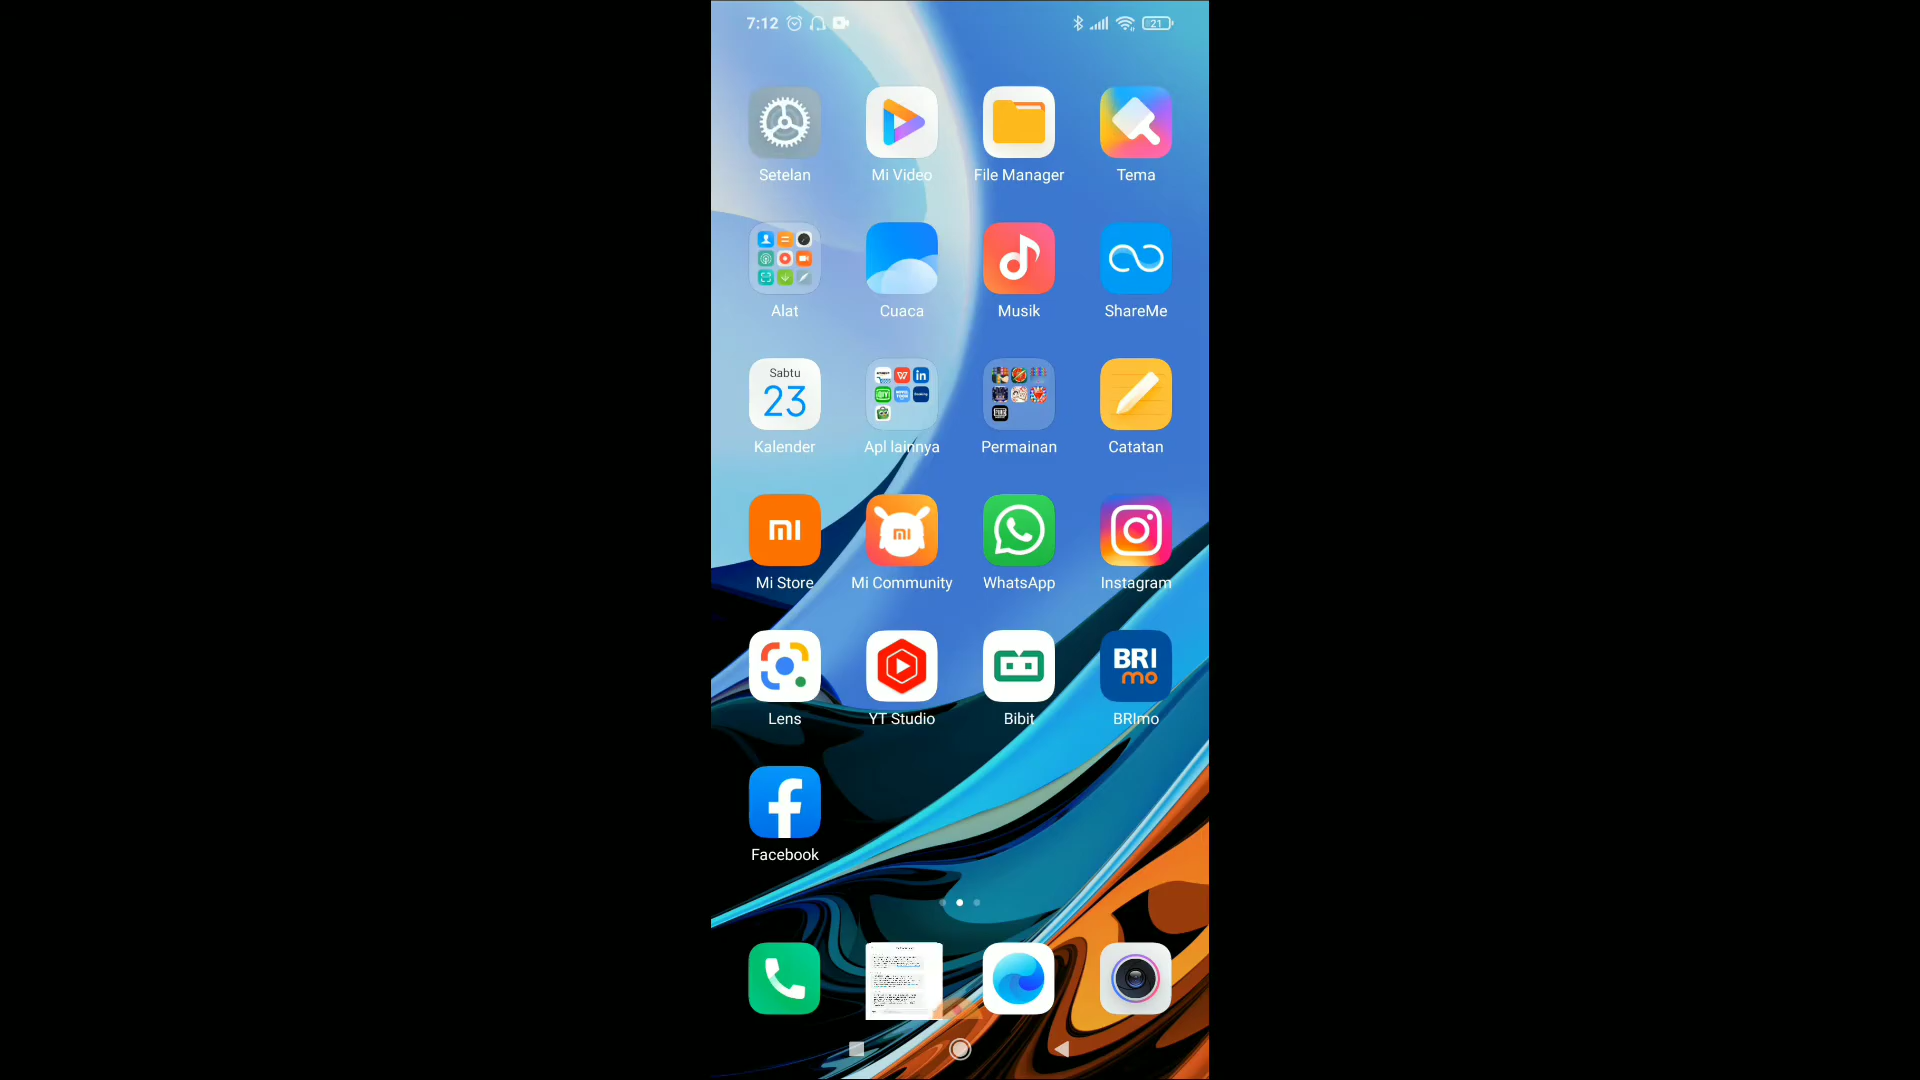 7:12
21
Setelan
Mi Video
File Manager
Tema
Alat
Cuaca
Musik
ShareMe
Sabtu
23
Kalender
Apl lainnya
Permainan
Catatan
Mi Store
Mi Community
WhatsApp
Instagram
BRI
mo
Lens
YT Studio
Bibit
BRImo
Facebook